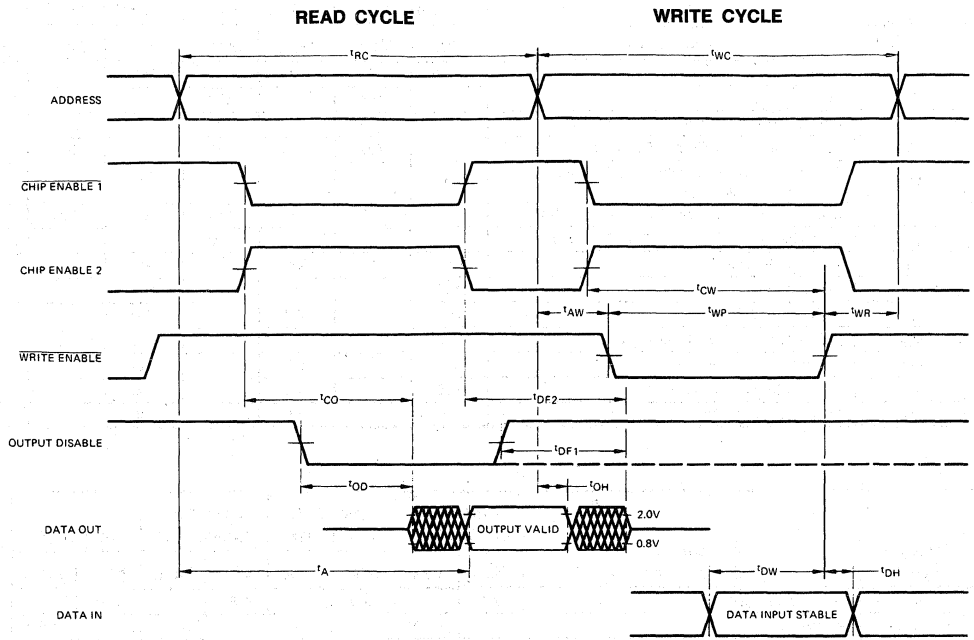 READ CYCLE WRITE CYCLE
tRC tWC
ADDRESS
CHIP ENABLE 1
CHIP ENABLE 2
tCW
tAW tWP tWR
WRITE ENABLE
tCO tDF2
OUTPUT DISABLE
tDF1
tOD tOH
2.0V
DATA OUT OUTPUT VALID
0.8V
tA
tDW tDH
DATA IN DATA INPUT STABLE